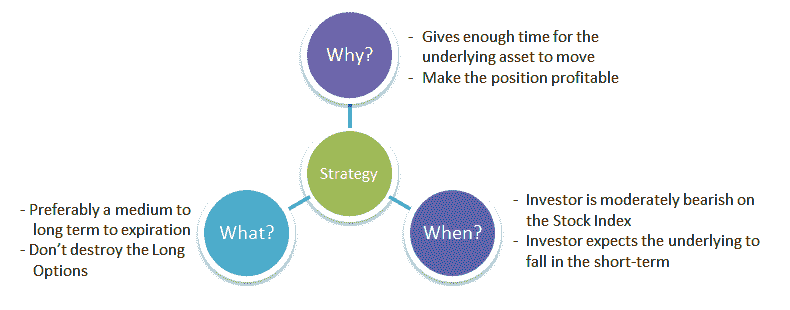 Why?
- Gives enough time for the
underlying asset to move
- Make the position profitable
Strategy
- Preferably a medium to
long term to expiration
- Don't destroy the Long
Options
What?
When?
- Investor is moderately bearish on
the Stock Index
- Investor expects the underlying to
fall in the short-term